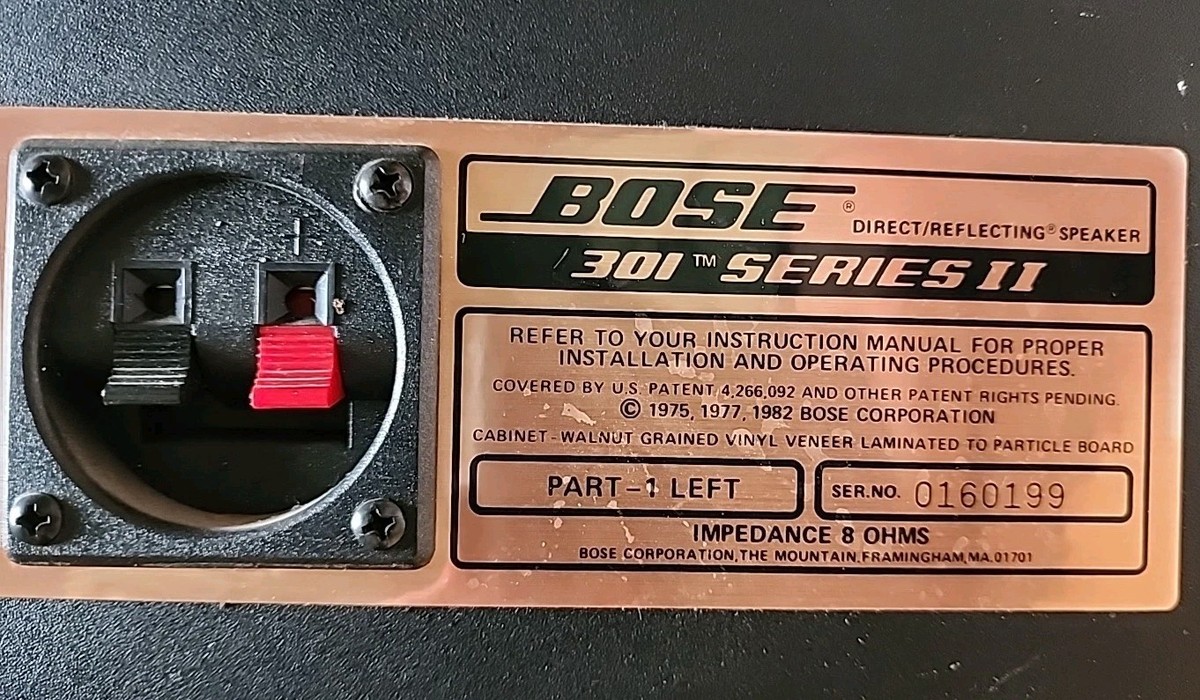 BOSE® DIRECT/REFLECTING® SPEAKER
301™ SERIES II
REFER TO YOUR INSTRUCTION MANUAL FOR PROPER
INSTALLATION AND OPERATING PROCEDURES.
COVERED BY U.S. PATENT 4,266,092 AND OTHER PATENT RIGHTS PENDING.
© 1975, 1977, 1982 BOSE CORPORATION
CABINET-WALNUT GRAINED VINYL VENEER LAMINATED TO PARTICLE BOARD
PART-1 LEFT
SER.NO. 0160199
IMPEDANCE 8 OHMS
BOSE CORPORATION, THE MOUNTAIN, FRAMINGHAM, MA. 01701